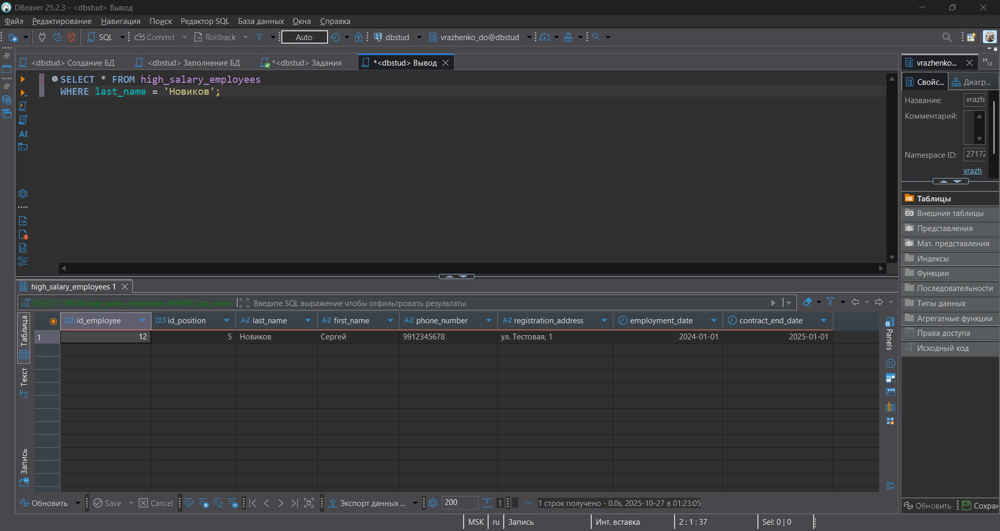 DBeaver 25.2.3 - <dbstud> Вывод
Файл Редактирование Навигация Поиск Редактор SQL База данных Окна Справка
SQL Commit Rollback Auto dbstud vrazhenko_do@dbstud
<dbstud> Создание БД <dbstud> Заполнение БД *<dbstud> Задания *<dbstud> Вывод
SELECT * FROM high_salary_employees
WHERE last_name = 'Новиков';
AI
high_salary_employees 1
SELECT * FROM high_salary_employees WHERE last_name Введите SQL выражение чтобы отфильтровать результаты
123 id_employee 123 id_position A-Z last_name A-Z first_name A-Z phone_number A-Z registration_address employment_date contract_end_date
1 12 5 Новиков Сергей 9912345678 ул. Тестовая, 1 2024-01-01 2025-01-01
Таблица
Текст
Запись
Panels
Обновить Save Cancel Экспорт данных ... 200 1 ... 1 строк получено - 0.0s, 2025-10-27 в 01:23:05
vrazhenko... »10
Свойс... Диагр...
Название: vrazh
Комментарий:
Namespace ID: 27172
vrazh
Таблицы
Внешние таблицы
Представления
Мат. представления
Индексы
Функции
Последовательности
Типы данных
Агрегатные функции
Права доступа
Исходный код
Обновить Сохран
MSK ru Запись Инт. вставка 2 : 1 : 37 Sel: 0 | 0